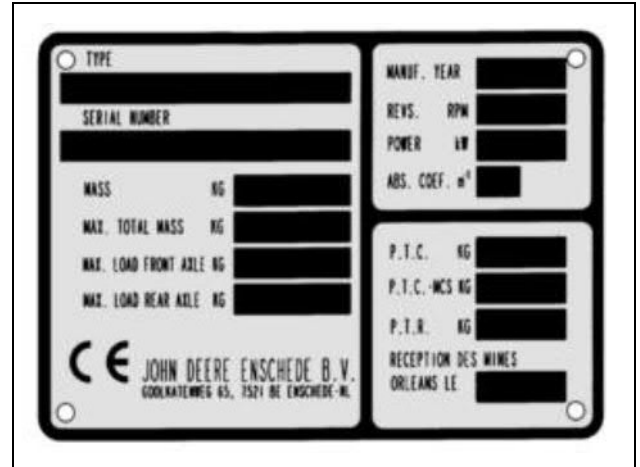 TYPE
SERIAL NUMBER
MASS KG
MAX. TOTAL MASS KG
MAX. LOAD FRONT AXLE KG
MAX. LOAD REAR AXLE KG
CE JOHN DEERE ENSCHEDE B.V.
GOOLKATENWEG 65, 7521 BE ENSCHEDE-NL
MANUF. YEAR
REVS. RPM
POWER kW
ABS. COEF. m⁻¹
P.T.C. KG
P.T.C.-MCS KG
P.T.R. KG
RECEPTION DES MINES
ORLEANS LE